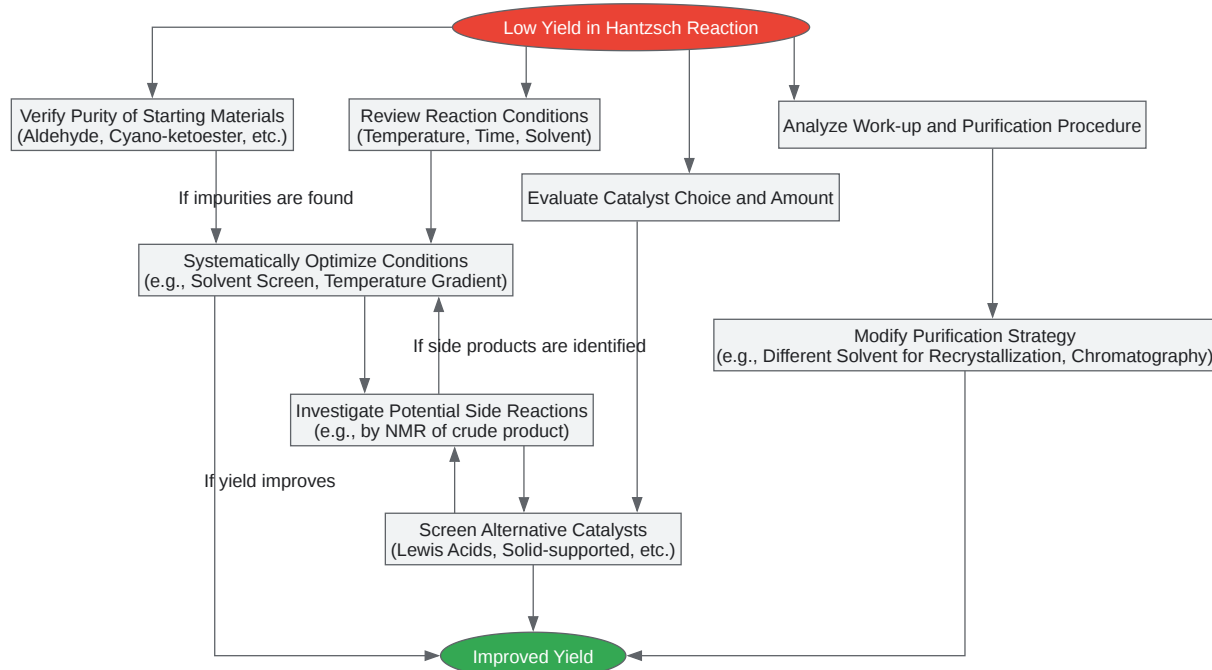 Low Yield in Hantzsch Reaction
Verify Purity of Starting Materials
(Aldehyde, Cyano-ketoester, etc.)
Review Reaction Conditions
(Temperature, Time, Solvent)
Analyze Work-up and Purification Procedure
Evaluate Catalyst Choice and Amount
If impurities are found
Systematically Optimize Conditions
(e.g., Solvent Screen, Temperature Gradient)
If side products are identified
Modify Purification Strategy
(e.g., Different Solvent for Recrystallization, Chromatography)
Investigate Potential Side Reactions
(e.g., by NMR of crude product)
If yield improves
Screen Alternative Catalysts
(Lewis Acids, Solid-supported, etc.)
Improved Yield